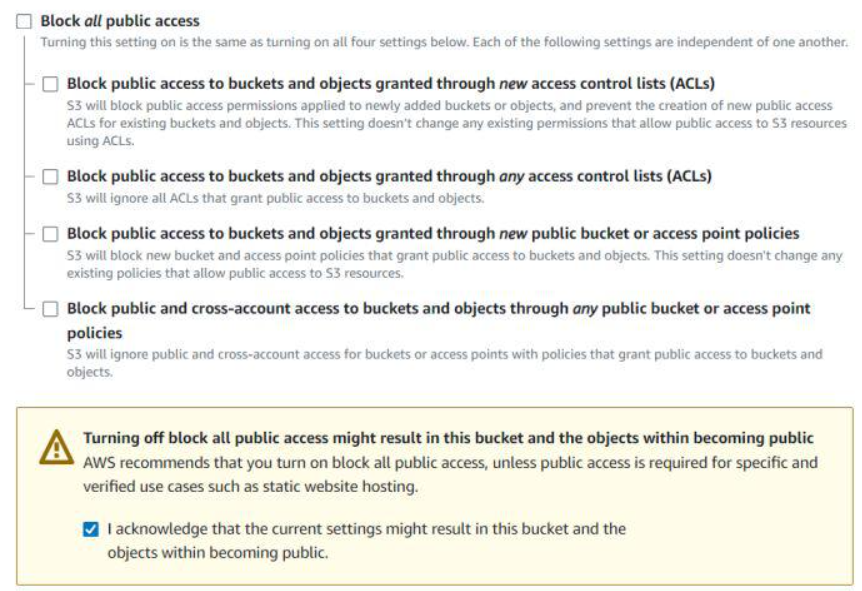 Block all public access
Turning this setting on is the same as turning on all four settings below. Each of the following settings are independent of one another.
Block public access to buckets and objects granted through new access control lists (ACLs)
S3 will block public access permissions applied to newly added buckets or objects, and prevent the creation of new public access
ACLs for existing buckets and objects. This setting doesn't change any existing permissions that allow public access to S3 resources
using ACLs.
Block public access to buckets and objects granted through any access control lists (ACLs)
S3 will ignore all ACLs that grant public access to buckets and objects.
Block public access to buckets and objects granted through new public bucket or access point policies
S3 will block new bucket and access point policies that grant public access to buckets and objects. This setting doesn't change any
existing policies that allow public access to S3 resources.
Block public and cross-account access to buckets and objects through any public bucket or access point
policies
S3 will ignore public and cross-account access for buckets or access points with policies that grant public access to buckets and
objects.
Turning off block all public access might result in this bucket and the objects within becoming public
AWS recommends that you turn on block all public access, unless public access is required for specific and
verified use cases such as static website hosting.
I acknowledge that the current settings might result in this bucket and the
objects within becoming public.